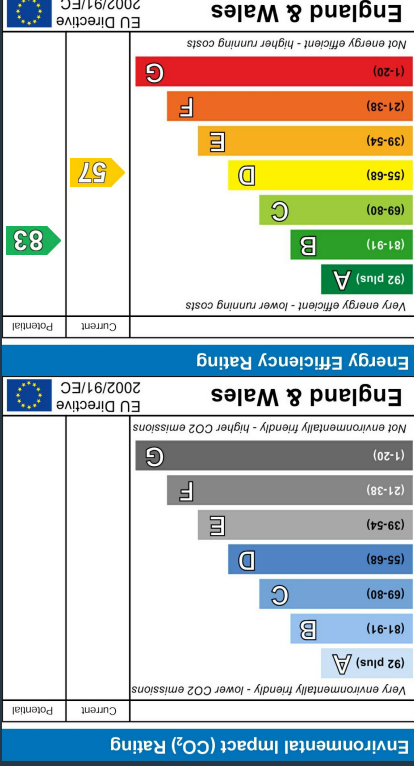 Environmental Impact (CO₂) Rating
Current Potential
Very environmentally friendly - lower CO2 emissions
(92 plus) A
(81-91) B
(69-80) C
(55-68) D
(39-54) E
(21-38) F
(1-20) G
Not environmentally friendly - higher CO2 emissions
England & Wales
EU Directive
2002/91/EC
Energy Efficiency Rating
Current Potential
Very energy efficient - lower running costs
(92 plus) A
(81-91) B
83
(69-80) C
(55-68) D
57
(39-54) E
(21-38) F
(1-20) G
Not energy efficient - higher running costs
England & Wales
EU Directive
2002/91/EC